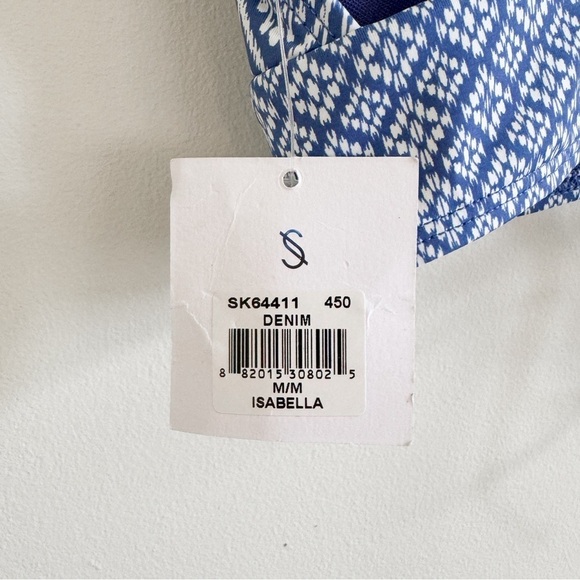 S
SK64411 450
DENIM
8 82015 30802 5
M/M
ISABELLA